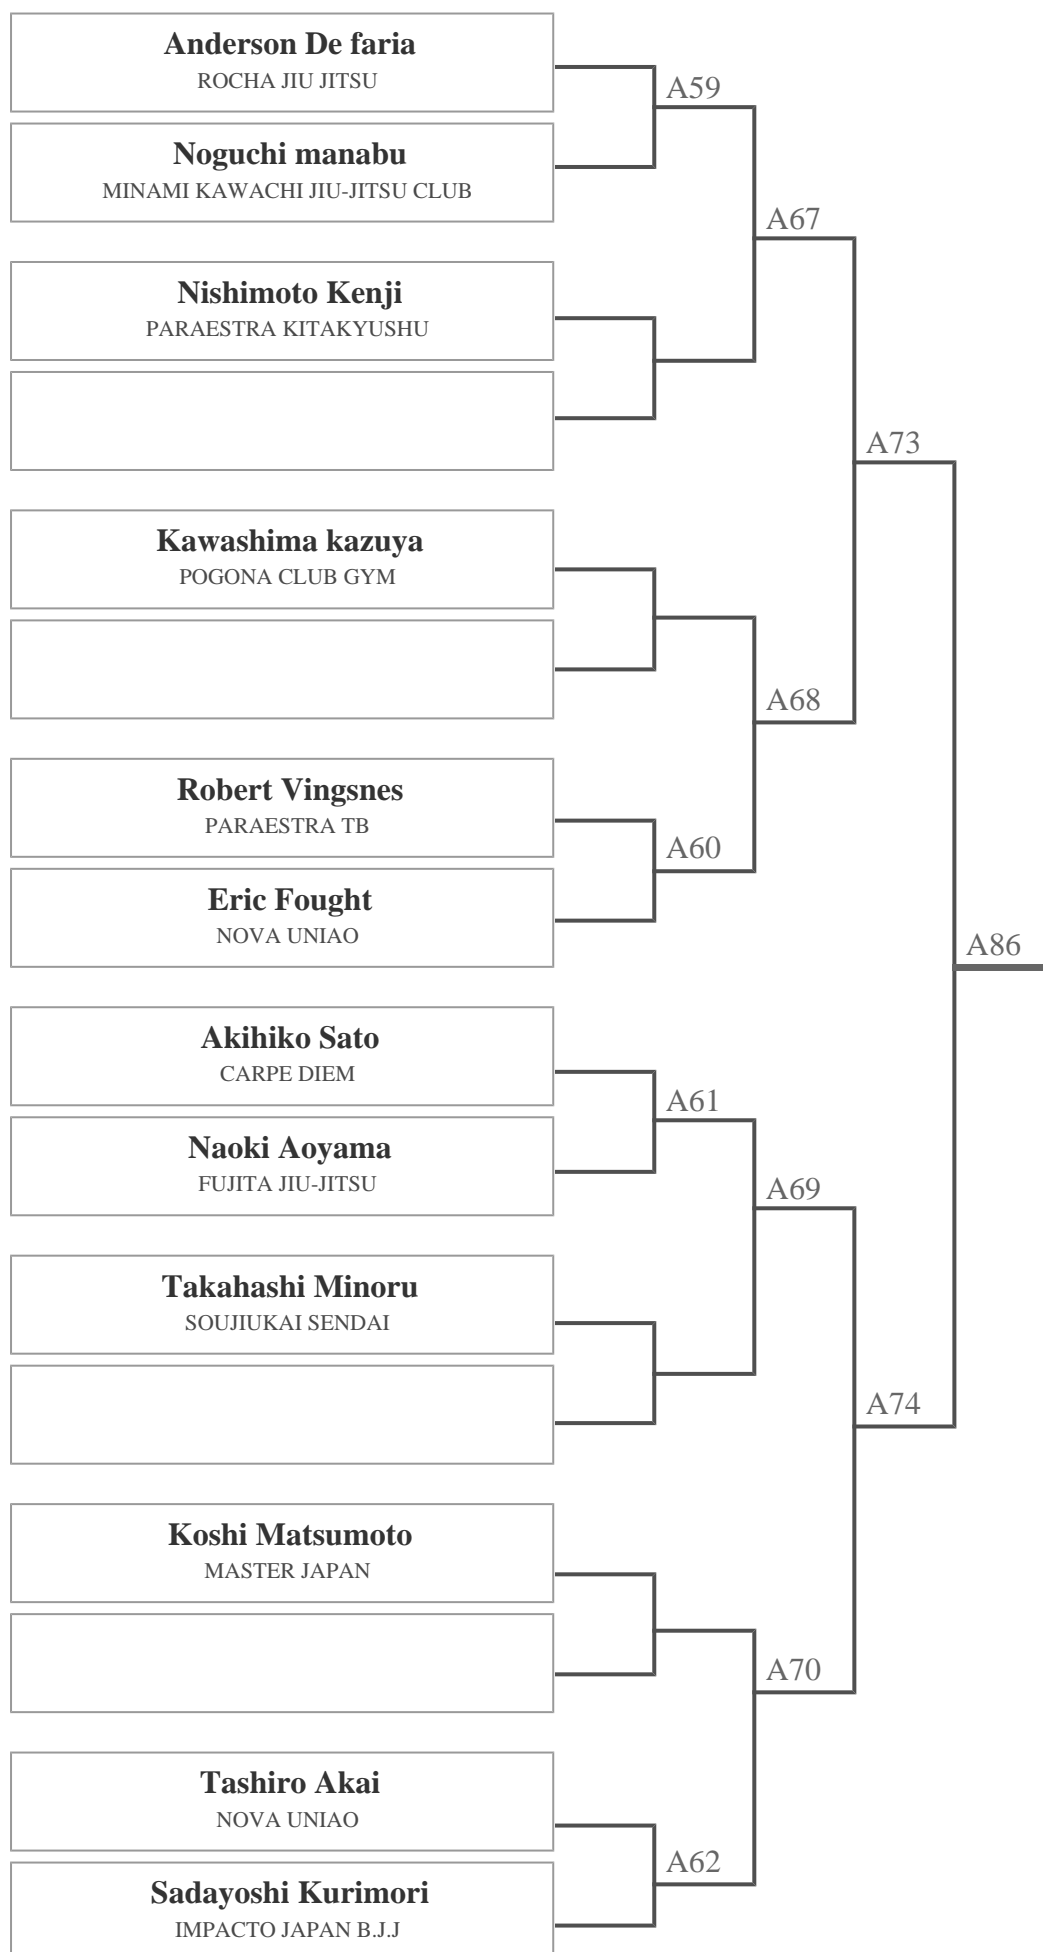 Anderson De faria
ROCHA JIU JITSU
A59
Noguchi manabu
MINAMI KAWACHI JIU-JITSU CLUB
A67
Nishimoto Kenji
PARAESTRA KITAKYUSHU
A73
Kawashima kazuya
POGONA CLUB GYM
A68
Robert Vingsnes
PARAESTRA TB
A60
Eric Fought
NOVA UNIAO
A86
Akihiko Sato
CARPE DIEM
A61
Naoki Aoyama
FUJITA JIU-JITSU
A69
Takahashi Minoru
SOUJIUKAI SENDAI
A74
Koshi Matsumoto
MASTER JAPAN
A70
Tashiro Akai
NOVA UNIAO
A62
Sadayoshi Kurimori
IMPACTO JAPAN B.J.J